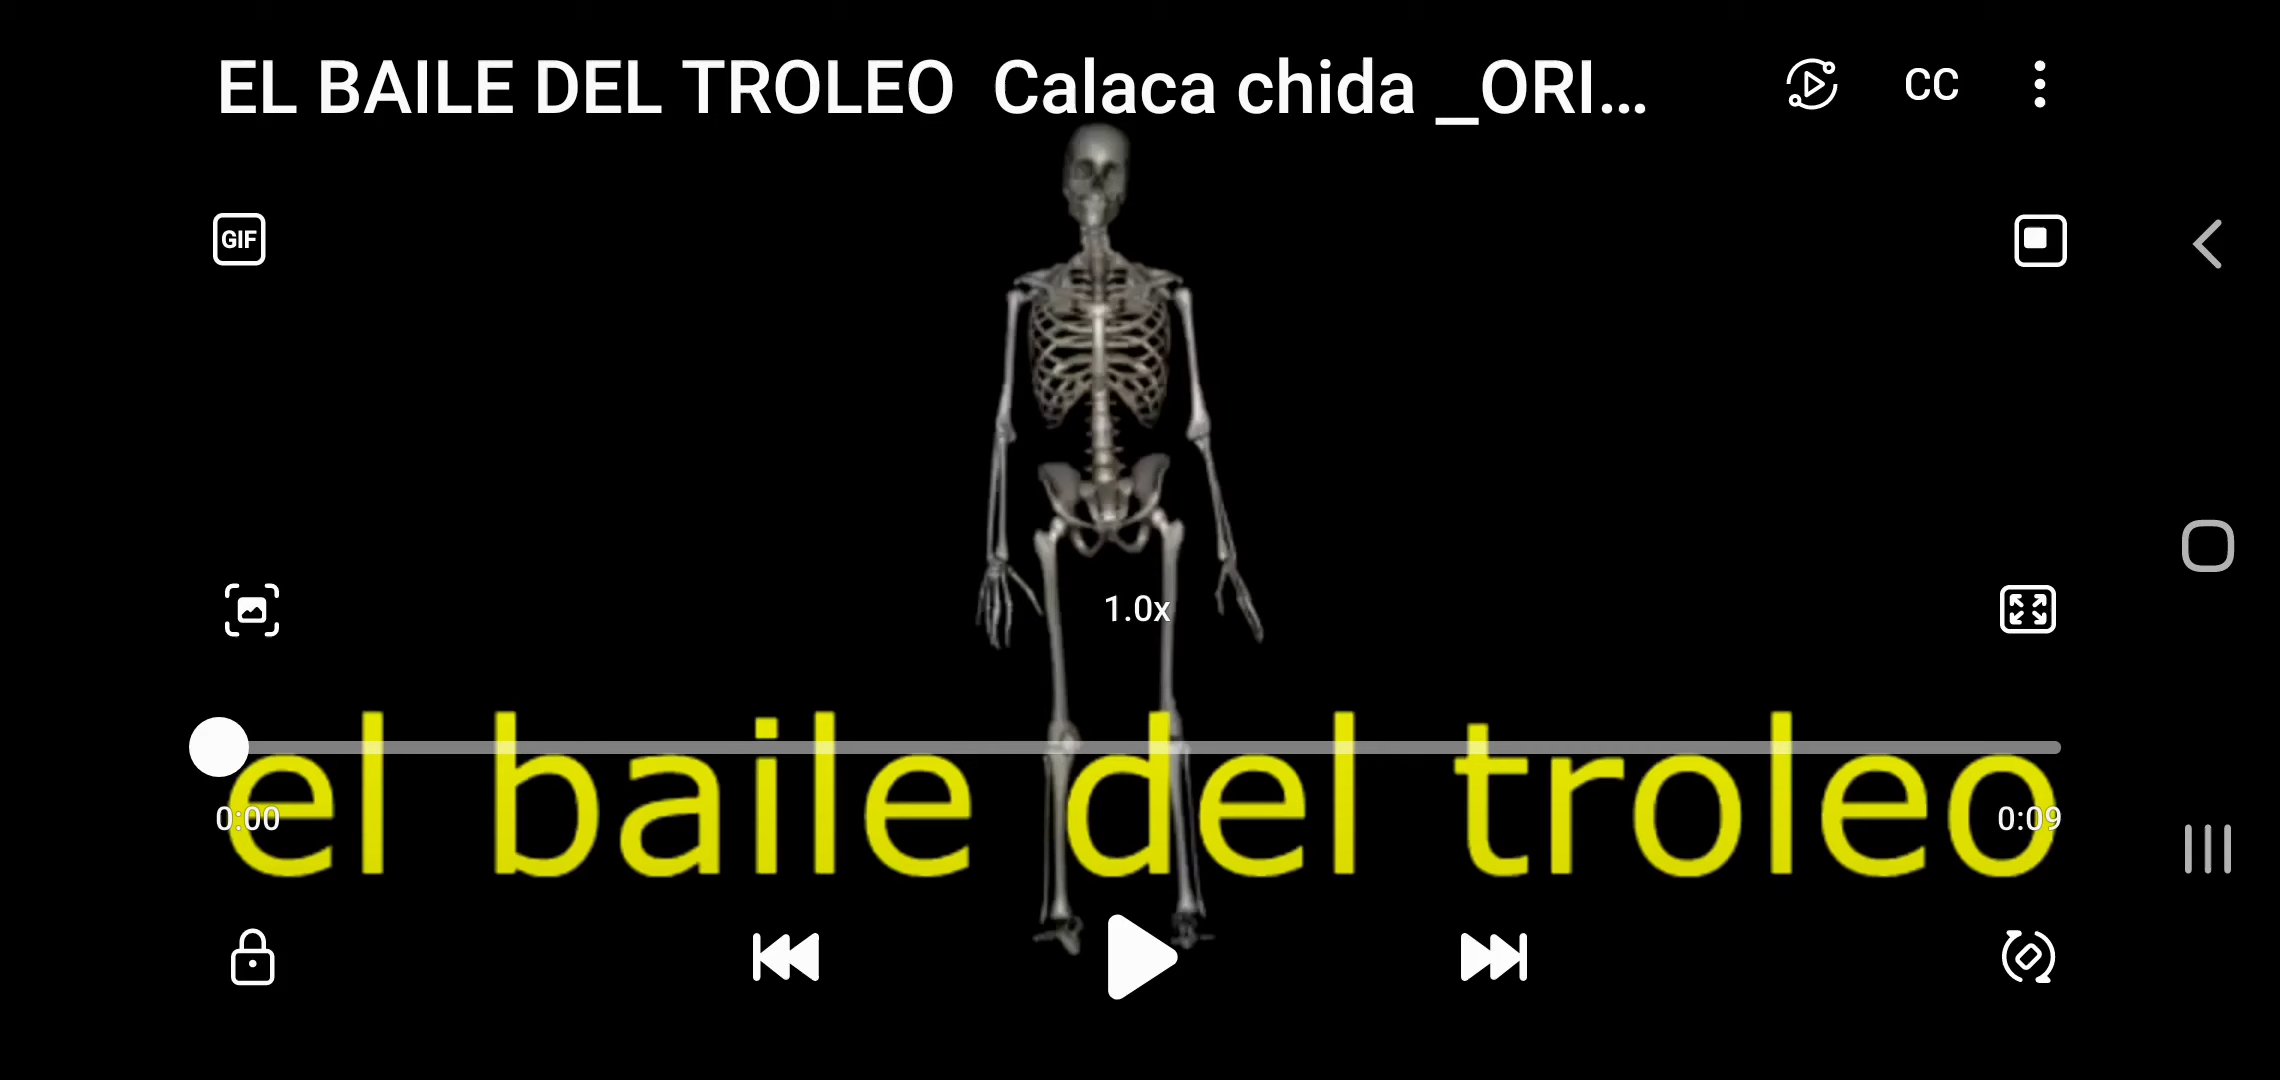 EL BAILE DEL TROLEO  Calaca chida _ORI...
CC
GIF
1.0x
el baile del troleo
0:00
0:09